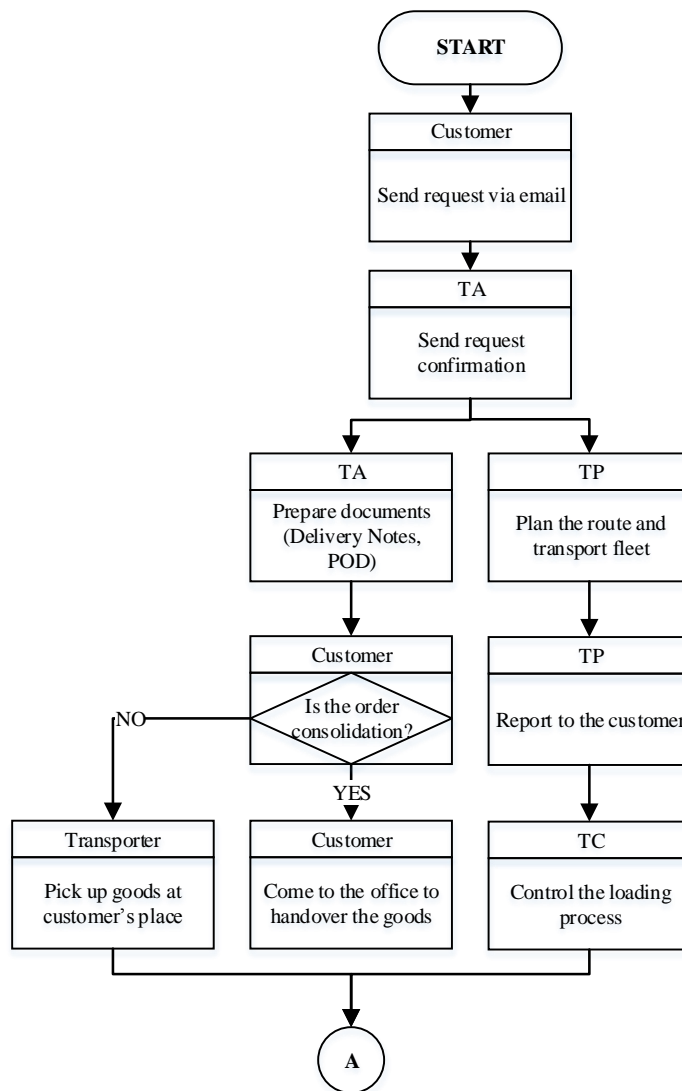 START
Customer
Send request via email
TA
Send request
confirmation
TA
Prepare documents
(Delivery Notes,
POD)
TP
Plan the route and
transport fleet
Customer
Is the order
consolidation?
TP
Report to the customer
NO
YES
Transporter
Pick up goods at
customer's place
Customer
Come to the office to
handover the goods
TC
Control the loading
process
A